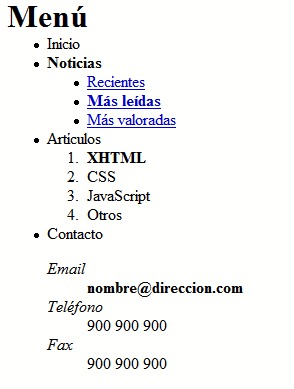 Menú
Inicio
Noticias
Recientes
Más leídas
Más valoradas
Artículos
1. XHTML
2. CSS
3. JavaScript
4. Otros
Contacto
Email
nombre@direccion.com
Teléfono
900 900 900
Fax
900 900 900